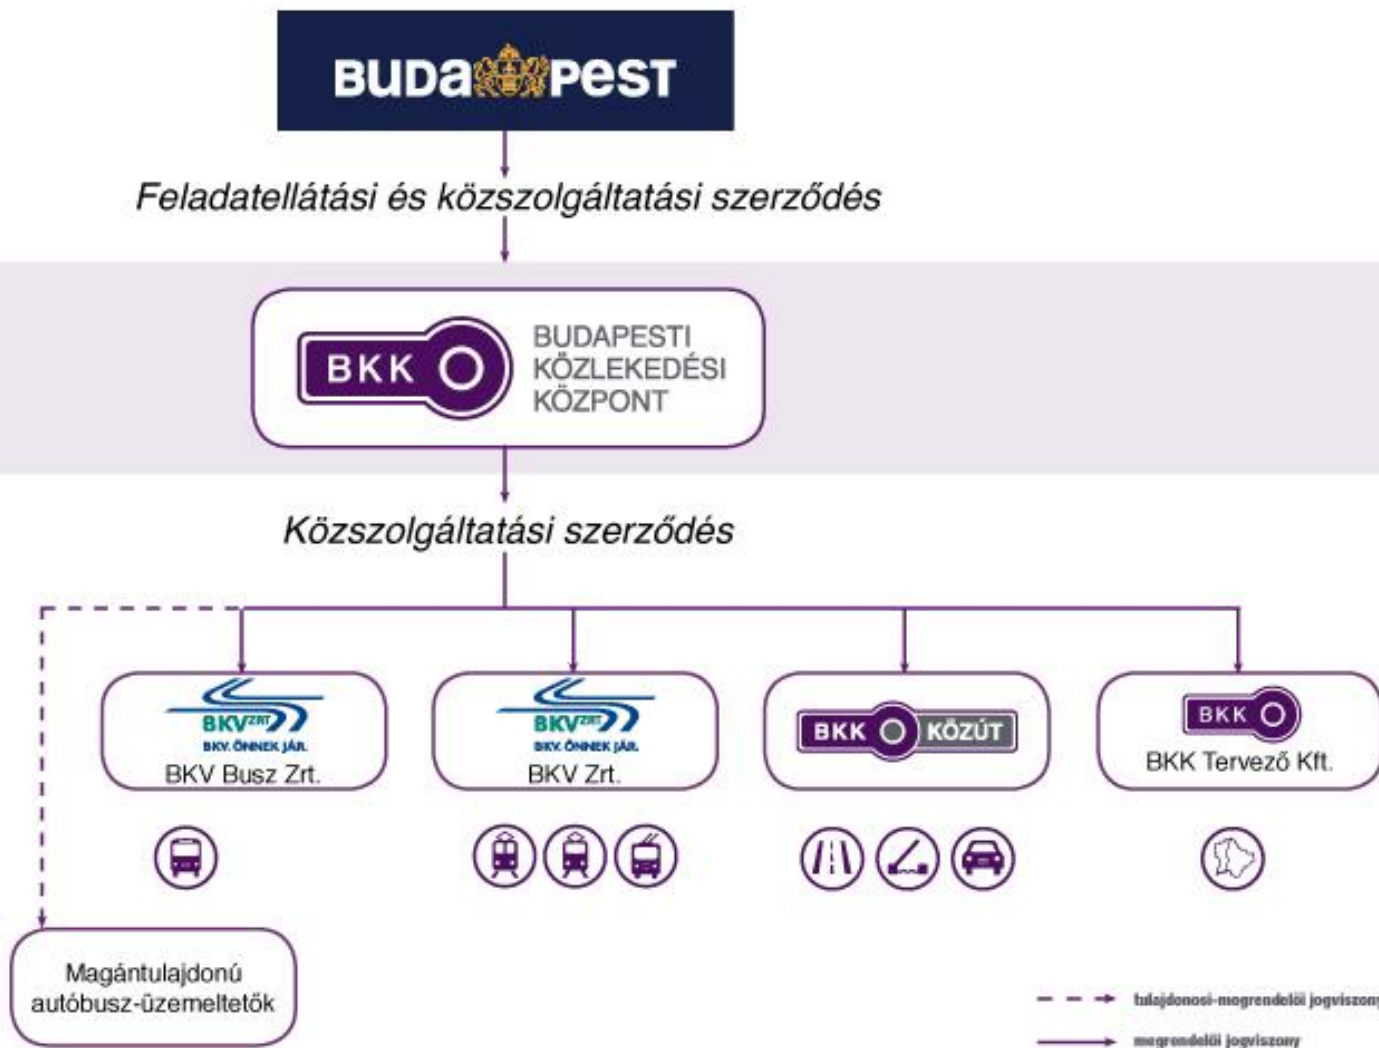 BUDAPEST
Feladatellátási és közszolgáltatási szerződés
BKK
BUDAPESTI
KÖZLEKEDÉSI
KÖZPONT
Közszolgáltatási szerződés
BKV ZRT
BKV. ÖNNEK JÁR.
BKV Busz Zrt.
BKV ZRT
BKV. ÖNNEK JÁR.
BKV Zrt.
BKK KÖZÚT
BKK
BKK Tervező Kft.
Magántulajdonú
autóbusz-üzemeltetők
tulajdonosi-megrendelői jogviszony
megrendelői jogviszony